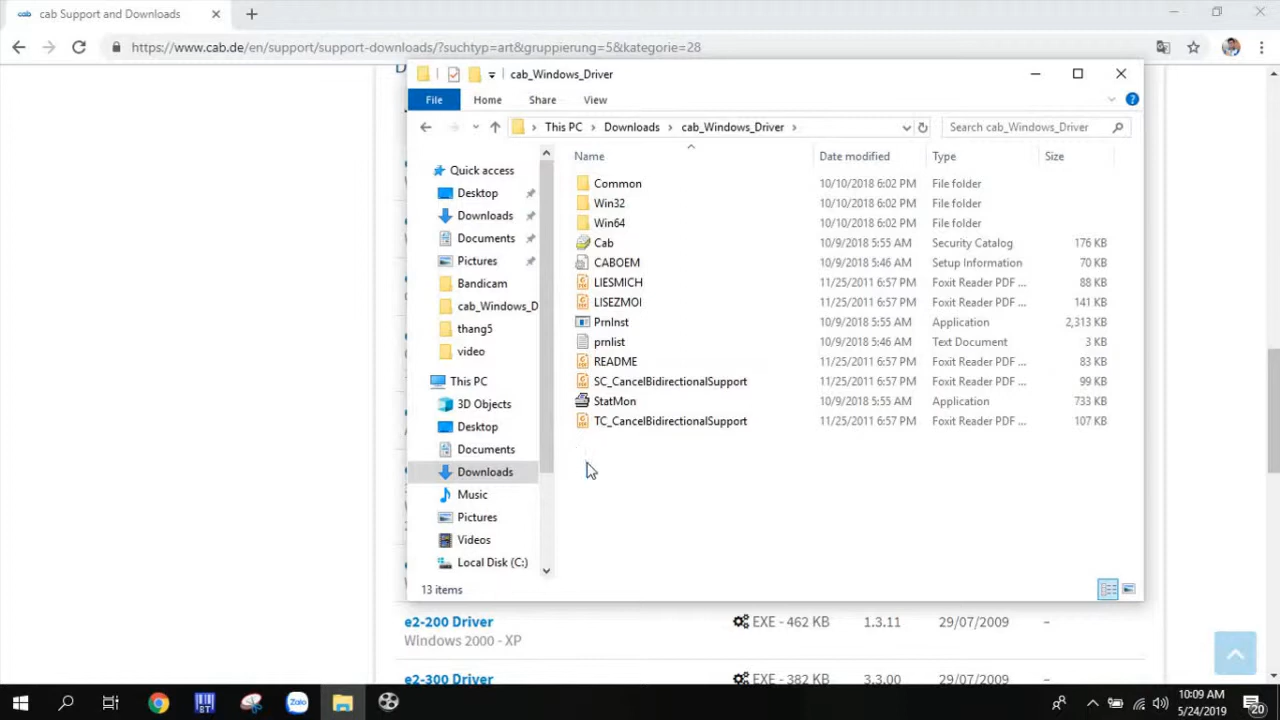 cab Support and Downloads
https://www.cab.de/en/support/support-downloads/?suchtyp=art&gruppierung=5&kategorie=28
cab_Windows_Driver
File Home Share View
This PC Downloads cab_Windows_Driver
Search cab_Windows_Driver
Quick access
Desktop
Downloads
Documents
Pictures
Bandicam
cab_Windows_D
thang5
video
This PC
3D Objects
Desktop
Documents
Downloads
Music
Pictures
Videos
Local Disk (C:)
Name Date modified Type Size
Common 10/10/2018 6:02 PM File folder
Win32 10/10/2018 6:02 PM File folder
Win64 10/10/2018 6:02 PM File folder
Cab 10/9/2018 5:55 AM Security Catalog 176 KB
CABOEM 10/9/2018 5:46 AM Setup Information 70 KB
LIESMICH 11/25/2011 6:57 PM Foxit Reader PDF ... 88 KB
LISEZMOI 11/25/2011 6:57 PM Foxit Reader PDF ... 141 KB
PrnInst 10/9/2018 5:55 AM Application 2,313 KB
prnlist 10/9/2018 5:46 AM Text Document 3 KB
README 11/25/2011 6:57 PM Foxit Reader PDF ... 83 KB
SC_CancelBidirectionalSupport 11/25/2011 6:57 PM Foxit Reader PDF ... 99 KB
StatMon 10/9/2018 5:55 AM Application 733 KB
TC_CancelBidirectionalSupport 11/25/2011 6:57 PM Foxit Reader PDF ... 107 KB
13 items
e2-200 Driver EXE - 462 KB 1.3.11 29/07/2009 –
Windows 2000 - XP
e2-300 Driver EXE - 382 KB 3.3.00 29/07/2009 –
Zalo
10:09 AM
5/24/2019
20